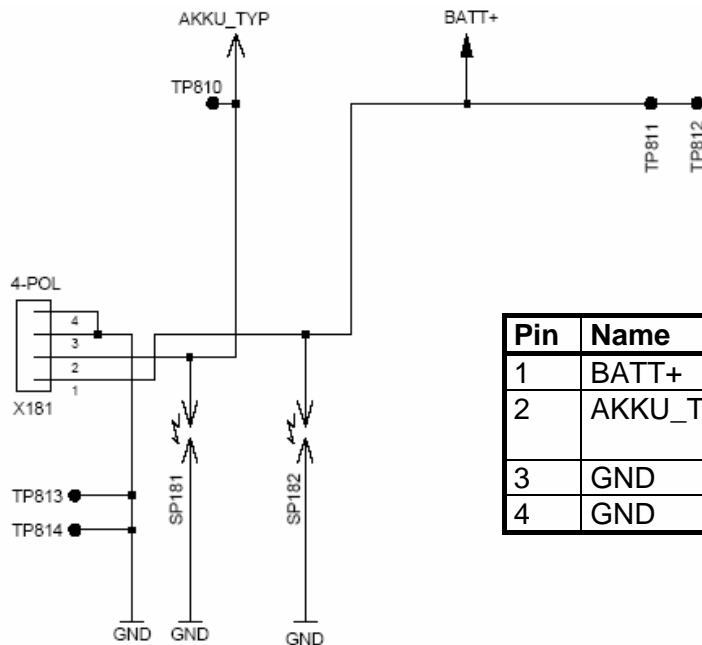 AKKU_TYP
BATT+
TP810
TP811
TP812
4-POL
4
3
2
1
X181
Pin Name
1 BATT+
2 AKKU_T
3 GND
4 GND
SP181
SP182
TP813
TP814
GND
GND
GND